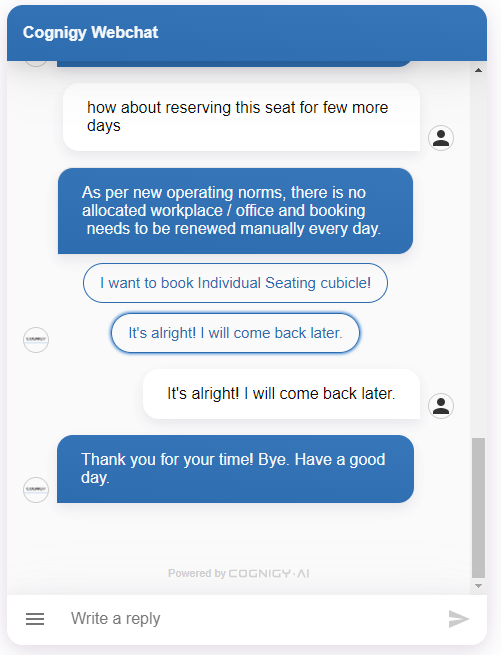 Cognigy Webchat
how about reserving this seat for few more
days
As per new operating norms, there is no
allocated workplace / office and booking
needs to be renewed manually every day.
I want to book Individual Seating cubicle!
It's alright! I will come back later.
It's alright! I will come back later.
Thank you for your time! Bye. Have a good
day.
Powered by COGNIGY·AI
Write a reply